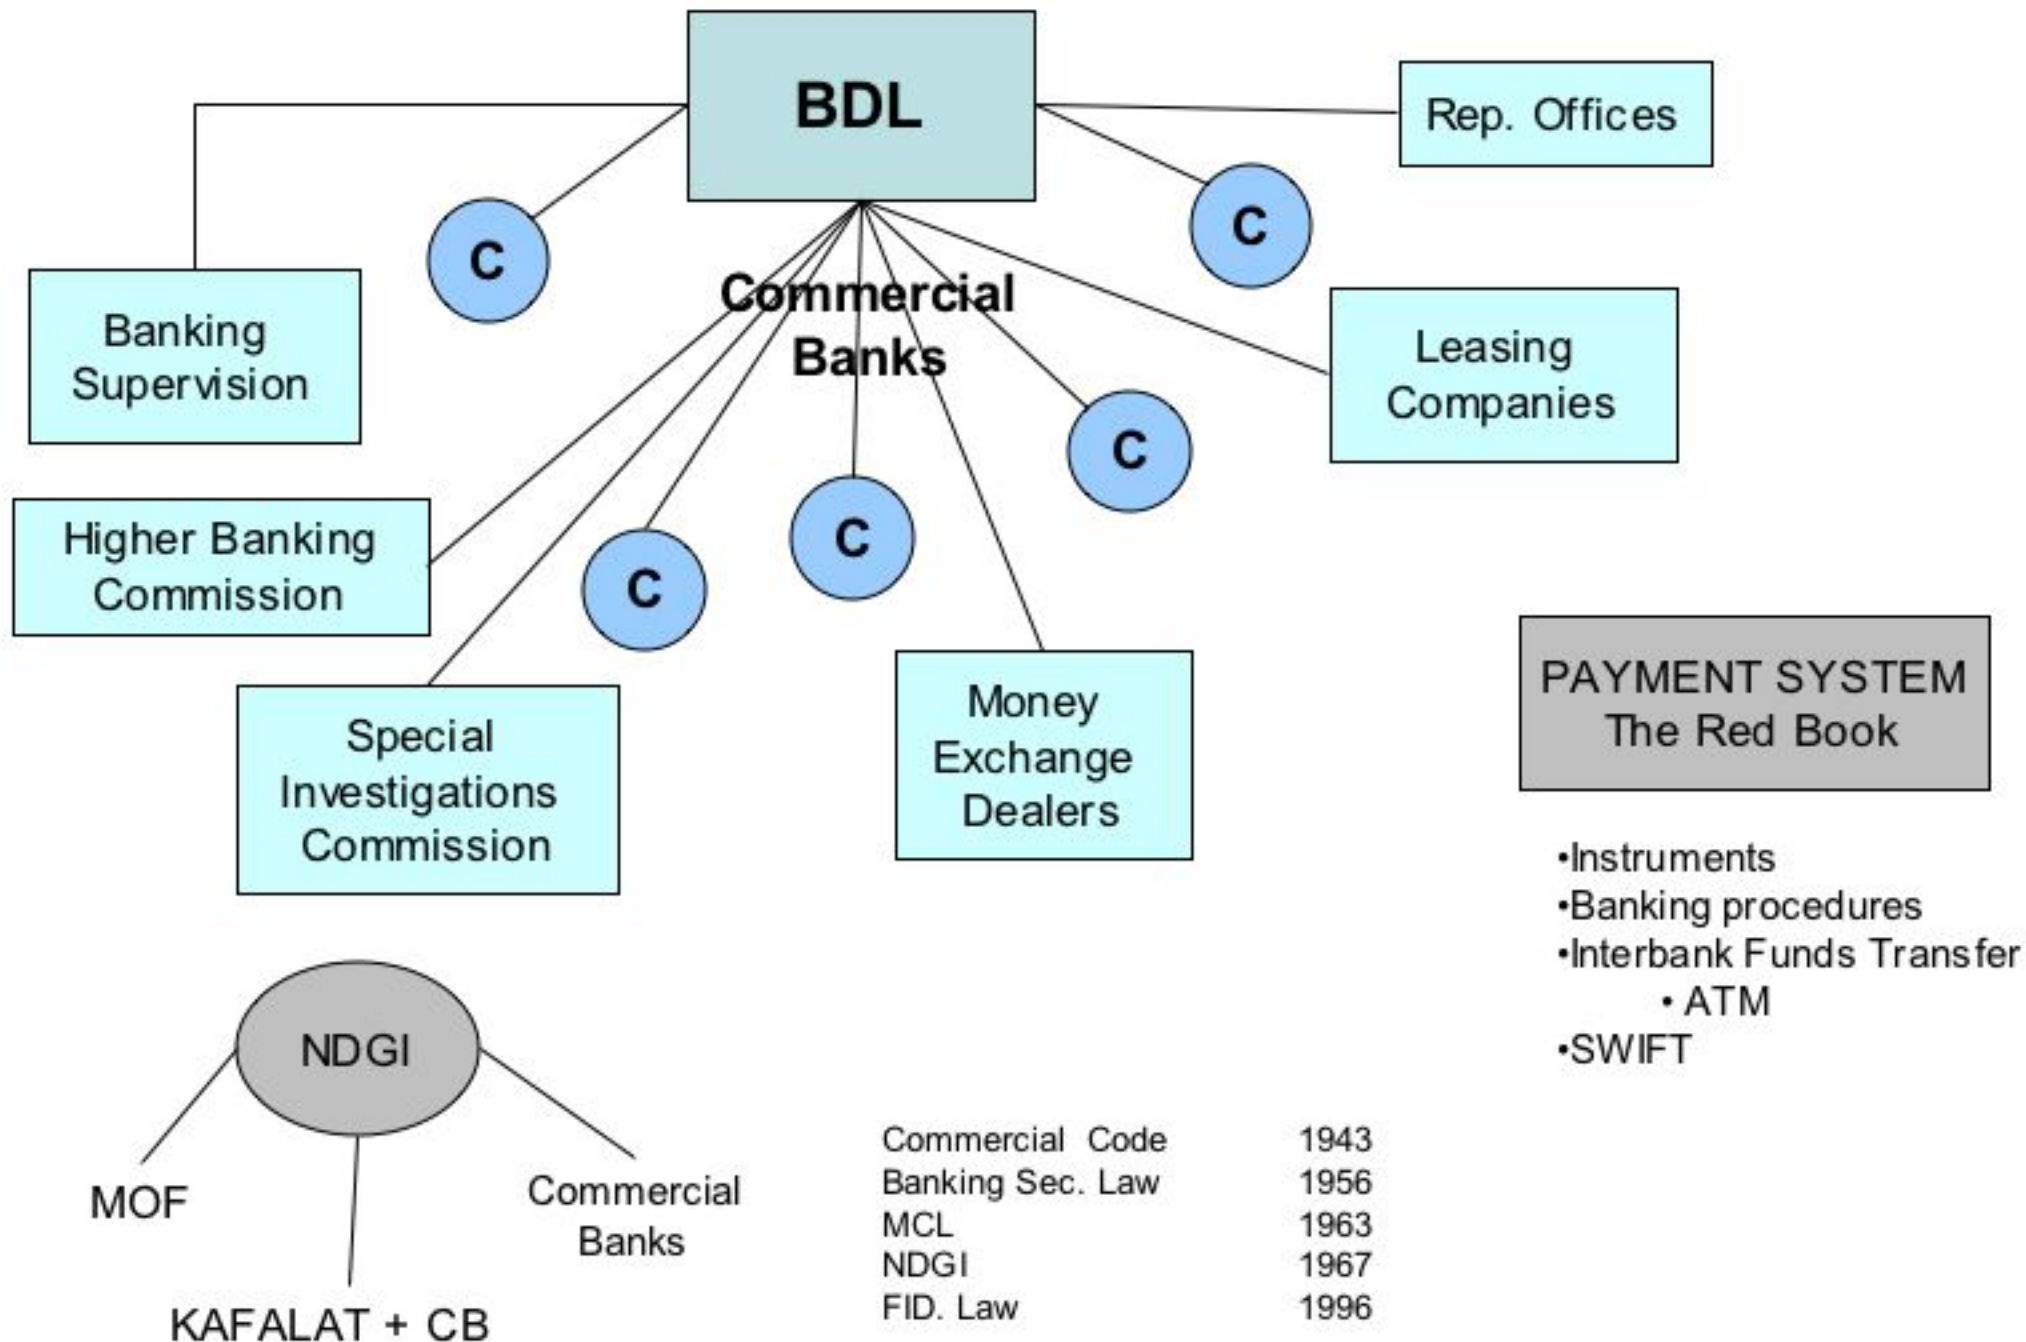 BDL
Rep. Offices
C
C
Commercial
Banks
Banking
Supervision
Leasing
Companies
C
Higher Banking
Commission
C
C
Special
Investigations
Commission
Money
Exchange
Dealers
PAYMENT SYSTEM
The Red Book
•Instruments
•Banking procedures
•Interbank Funds Transfer
• ATM
•SWIFT
NDGI
MOF
Commercial
Banks
KAFALAT + CB
Commercial Code 1943
Banking Sec. Law 1956
MCL 1963
NDGI 1967
FID. Law 1996